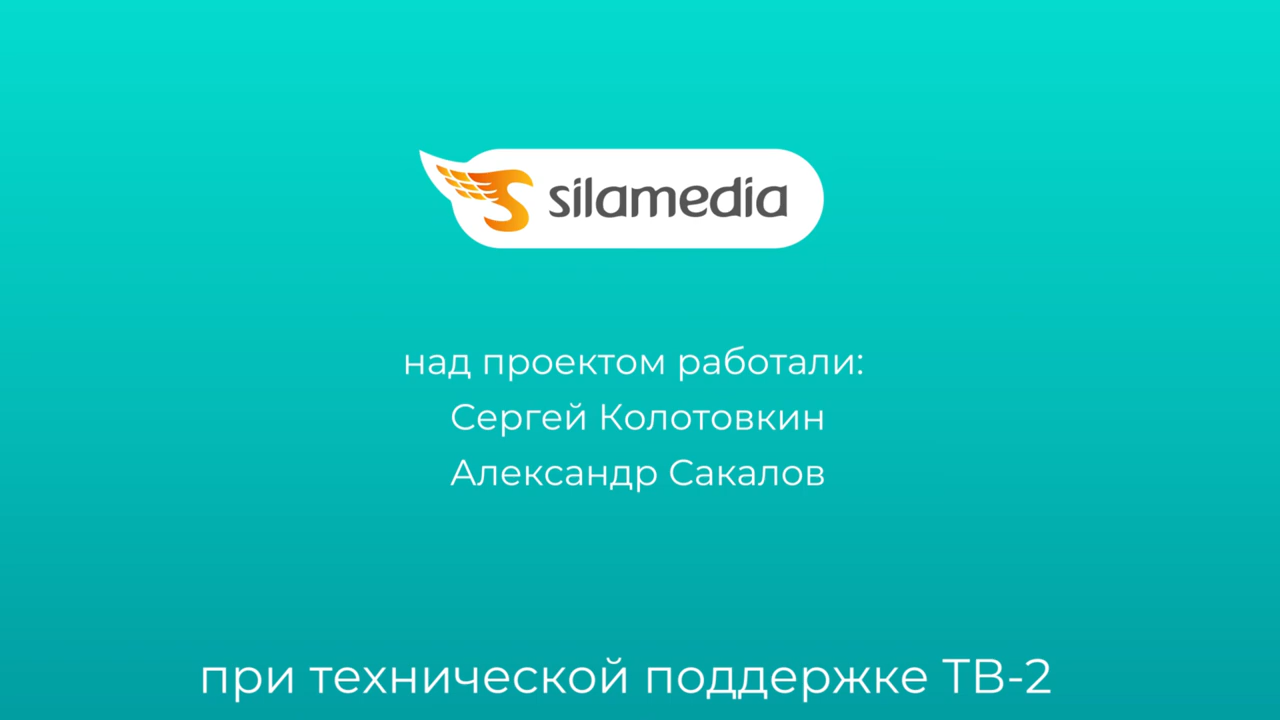 silamedia
над проектом работали:
Сергей Колотовкин
Александр Сакалов
при технической поддержке ТВ-2